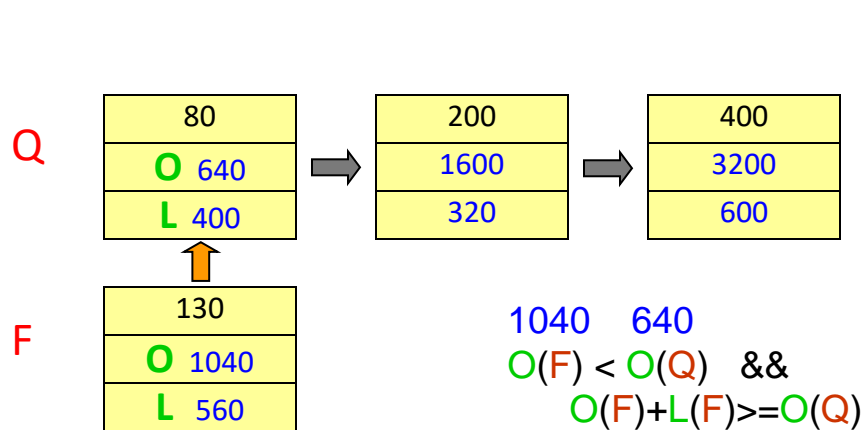 80 200 400
Q O 640 1600 3200
L 400 320 600
130
F O 1040
L 560
1040 640
O(F) < O(Q) &&
O(F)+L(F)>=O(Q)